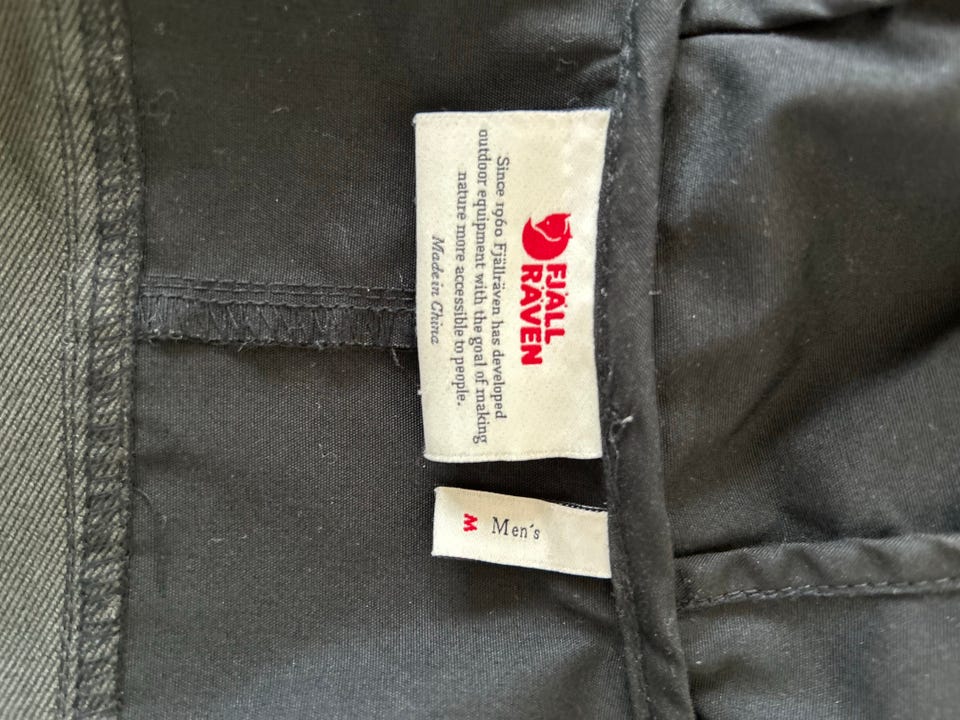 FJÄLL
RÄVEN
Since 1960 Fjällräven has developed
outdoor equipment with the goal of making
nature more accessible to people.
Made in China
Men's
M